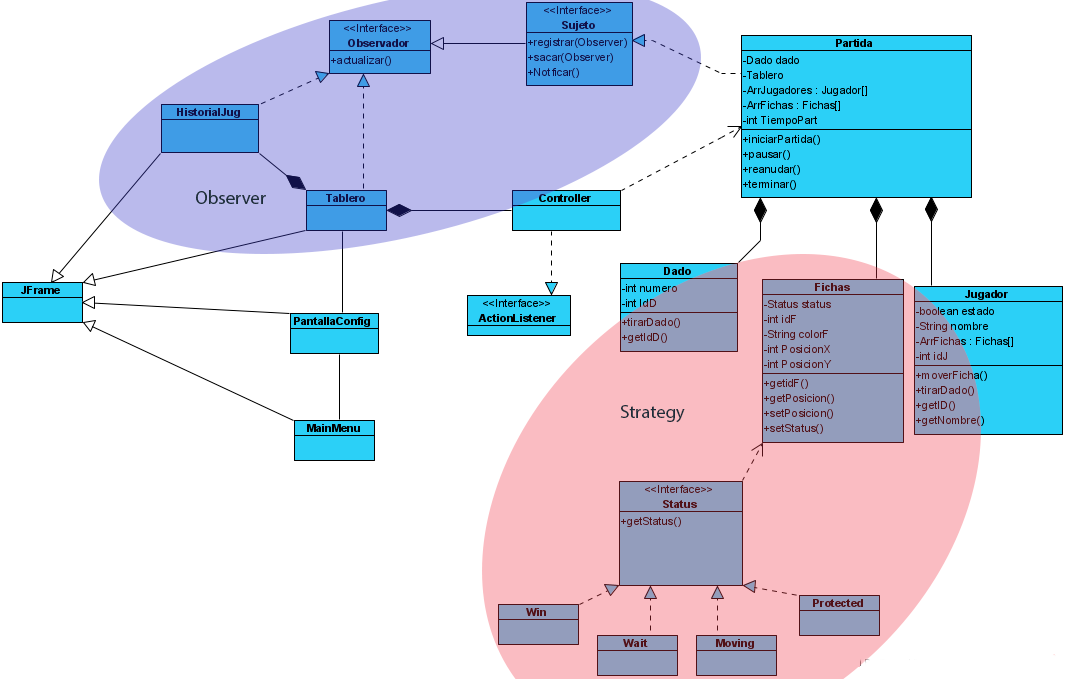 <<Interface>>
Observador
+actualizar()
<<Interface>>
Sujeto
+registrar(Observer)
+sacar(Observer)
+Notficar()
Partida
-Dado dado
-Tablero
-ArrJugadores : Jugador[]
-ArrFichas : Fichas[]
-int TiempoPart
+iniciarPartida()
+pausar()
+reanudar()
+terminar()
HistorialJug
Observer
Tablero
Controller
JFrame
<<Interface>>
ActionListener
PantallaConfig
MainMenu
Dado
-int numero
-int IdD
+tirarDado()
+getIdD()
Fichas
-Status status
-int idF
-String colorF
-int PosicionX
-int PosicionY
+getidF()
+getPosicion()
+setPosicion()
+setStatus()
Jugador
-boolean estado
-String nombre
-ArrFichas : Fichas[]
-int idJ
+moverFicha()
+tirarDado()
+getID()
+getNombre()
Strategy
<<Interface>>
Status
+getStatus()
Win
Wait
Moving
Protected